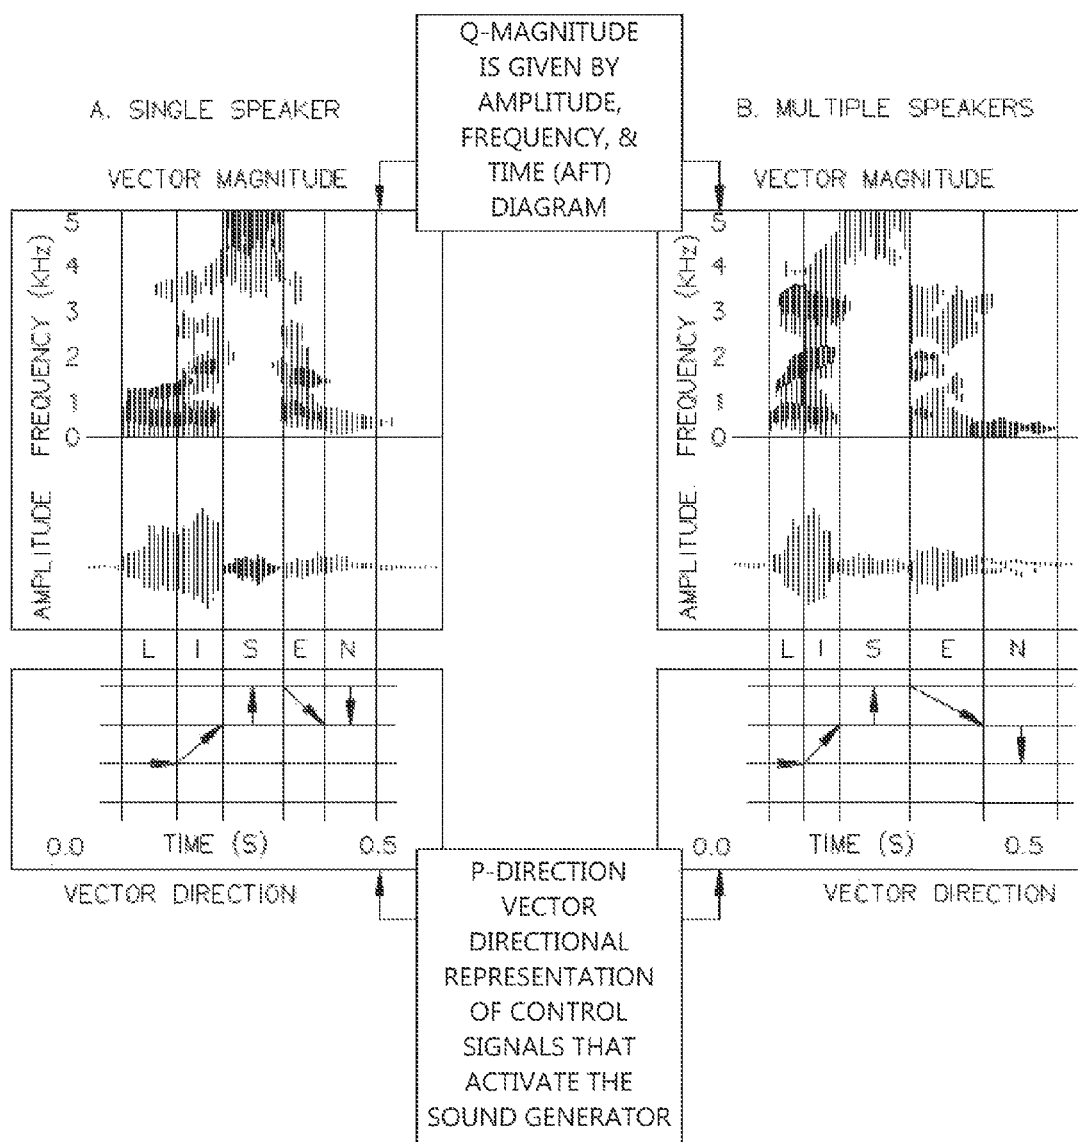 Q-MAGNITUDE
IS GIVEN BY
AMPLITUDE,
FREQUENCY, &
TIME (AFT)
DIAGRAM
A. SINGLE SPEAKER
VECTOR MAGNITUDE
FREQUENCY (KHz)
5
4
3
2
1
0
AMPLITUDE
L I S E N
0.0 TIME (S) 0.5
VECTOR DIRECTION
B. MULTIPLE SPEAKERS
VECTOR MAGNITUDE
FREQUENCY (KHz)
5
4
3
2
1
0
AMPLITUDE
L I S E N
0.0 TIME (S) 0.5
VECTOR DIRECTION
P-DIRECTION
VECTOR
DIRECTIONAL
REPRESENTATION
OF CONTROL
SIGNALS THAT
ACTIVATE THE
SOUND GENERATOR